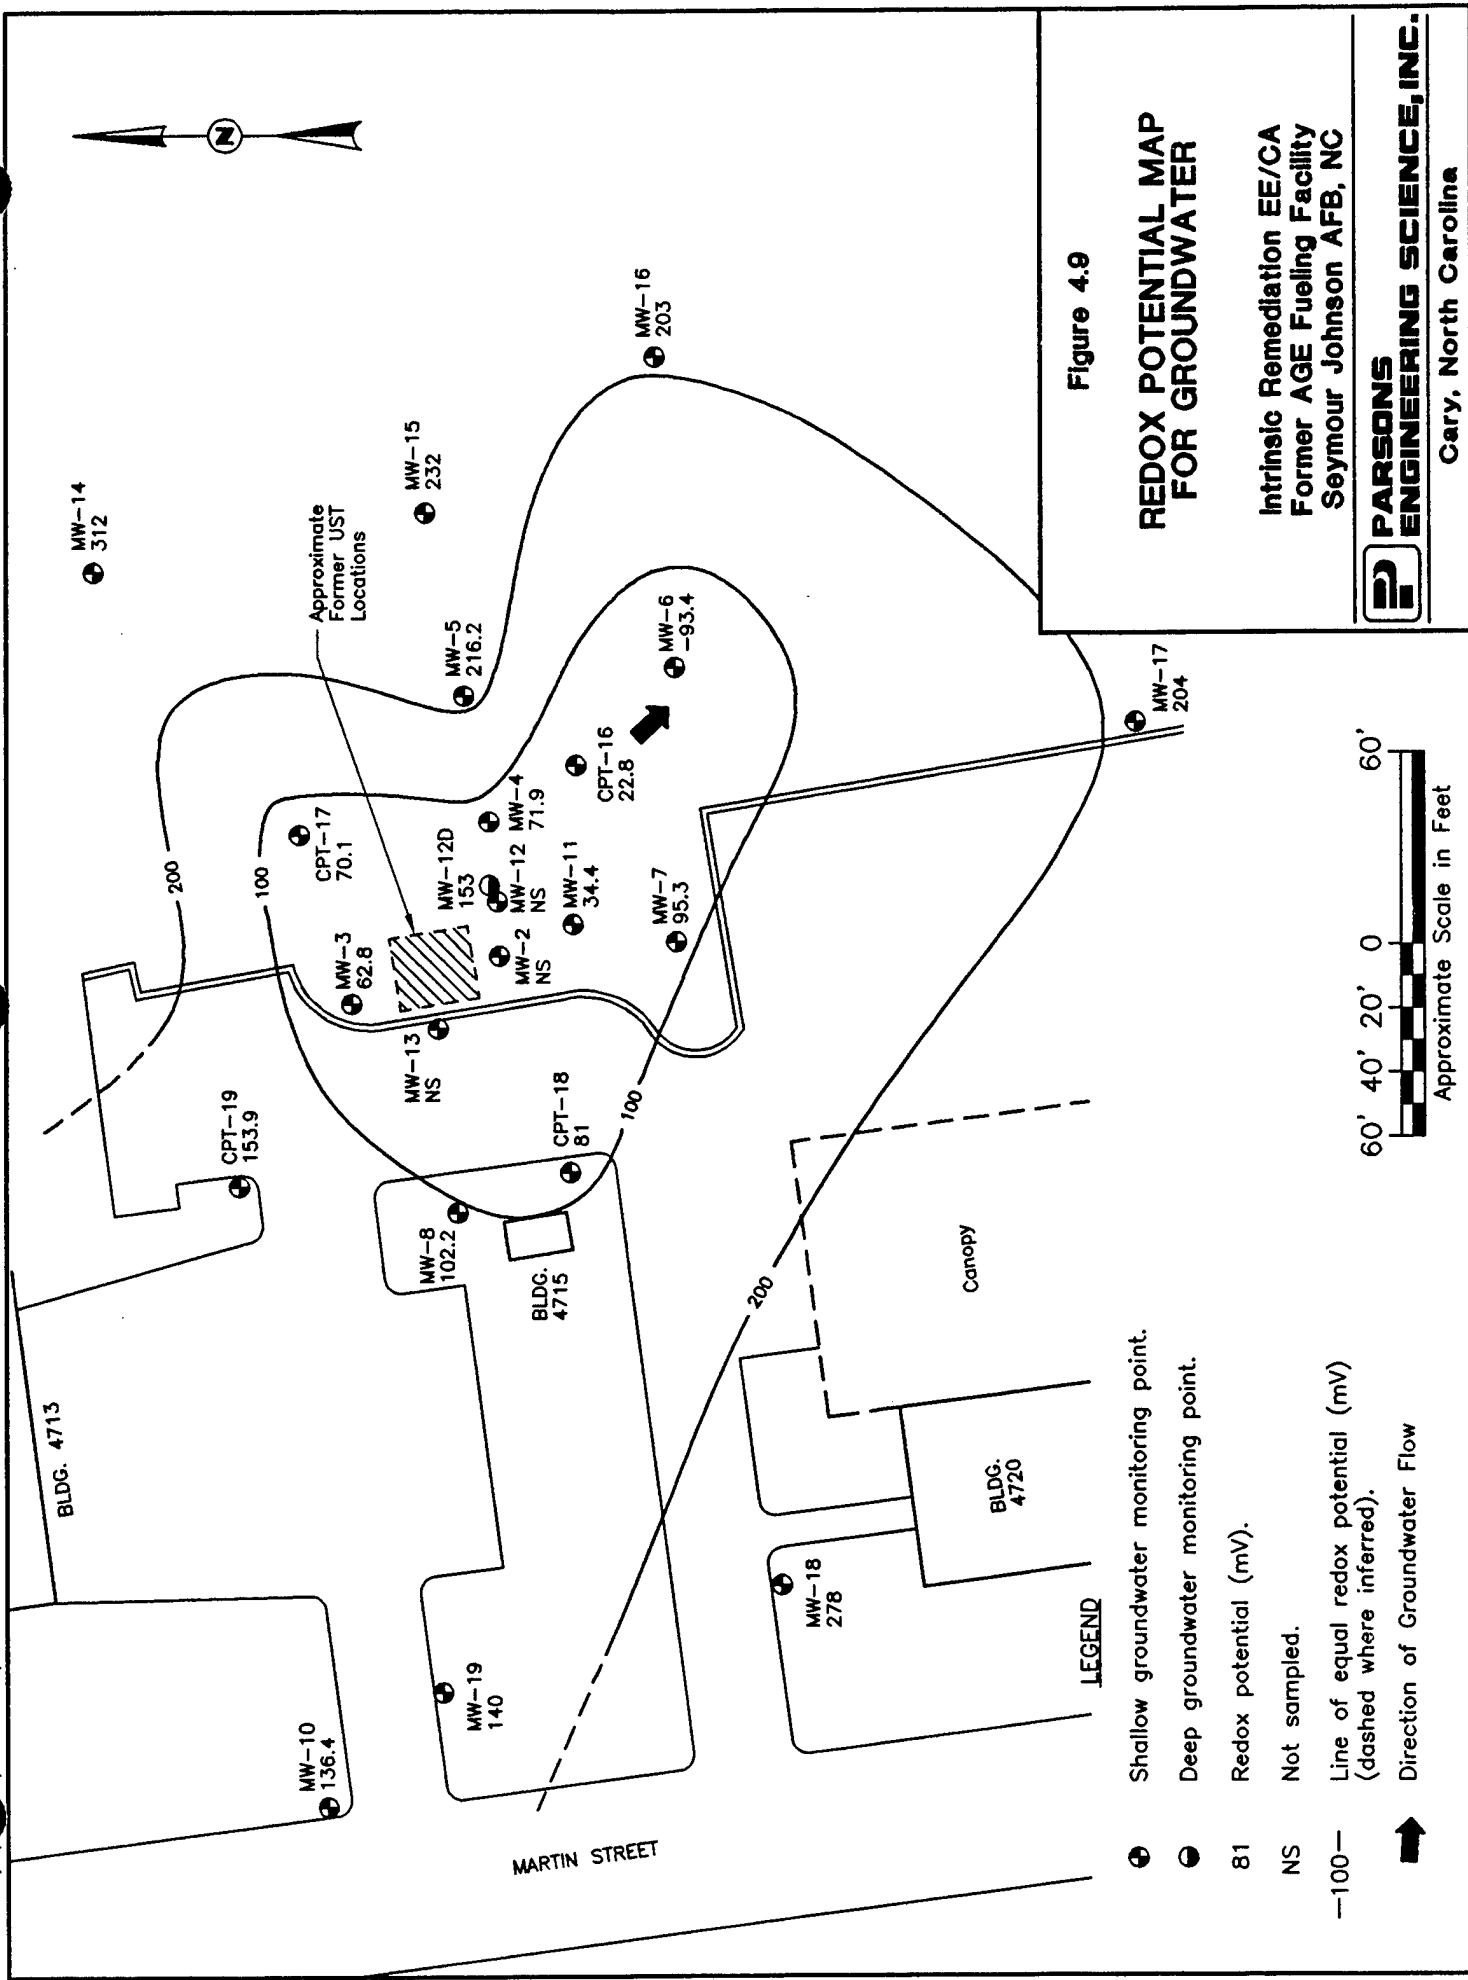 MW-14
312
MW-15
232
MW-16
203
Approximate
Former UST
Locations
MW-5
216.2
MW-6
-93.4
CPT-16
22.8
MW-4
71.9
CPT-17
70.1
MW-12D
153
MW-12
NS
MW-11
34.4
MW-7
95.3
MW-2
NS
MW-3
62.8
MW-13
NS
CPT-18
81
CPT-19
153.9
MW-8
102.2
MW-17
204
200
100
100
200
BLDG. 4713
BLDG.
4715
Canopy
BLDG.
4720
MW-18
278
MW-19
140
MW-10
136.4
MARTIN STREET
N
LEGEND
Shallow groundwater monitoring point.
Deep groundwater monitoring point.
81 Redox potential (mV).
NS Not sampled.
—100— Line of equal redox potential (mV)
(dashed where inferred).
Direction of Groundwater Flow
60' 40' 20' 0 60'
Approximate Scale in Feet
Figure 4.9
REDOX POTENTIAL MAP
FOR GROUNDWATER
Intrinsic Remediation EE/CA
Former AGE Fueling Facility
Seymour Johnson AFB, NC
PARSONS
ENGINEERING SCIENCE, INC.
Cary, North Carolina